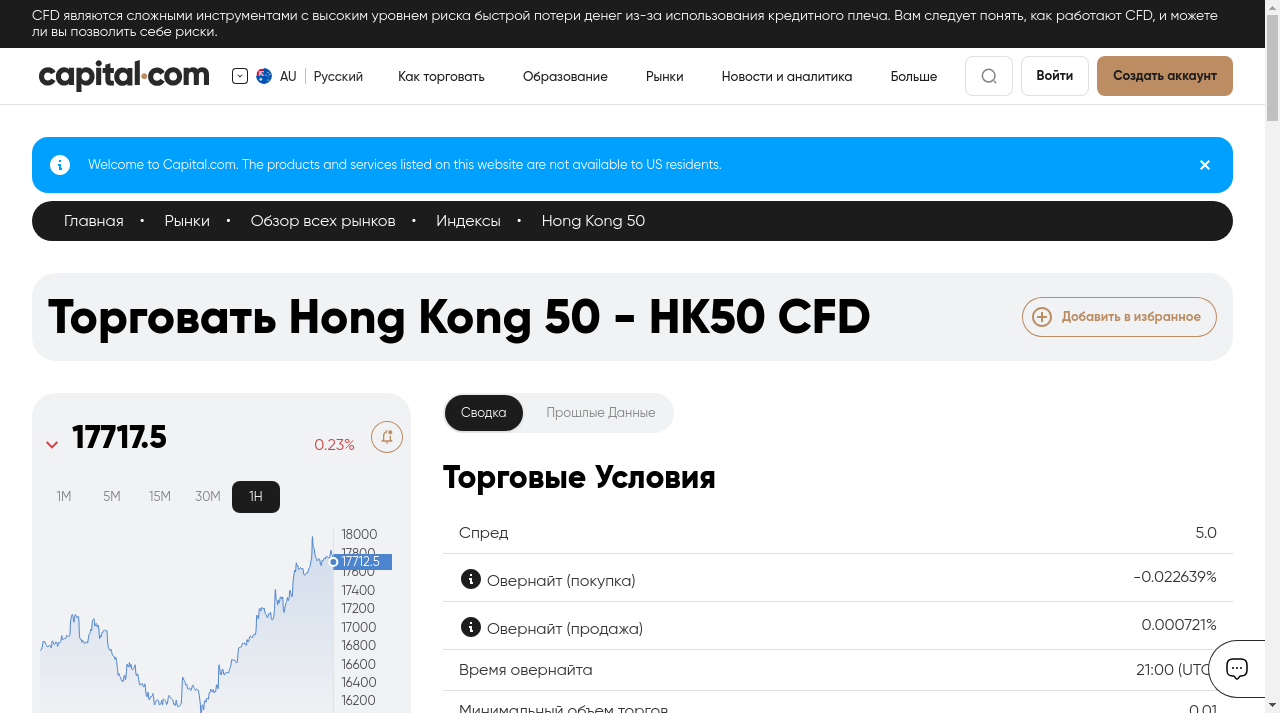 CFD являются сложными инструментами с высоким уровнем риска быстрой потери денег из-за использования кредитного плеча. Вам следует понять, как работают CFD, и можете
ли вы позволить себе риски.
capital.com AU Русский Как торговать Образование Рынки Новости и аналитика Больше Войти Создать аккаунт
Welcome to Capital.com. The products and services listed on this website are not available to US residents.
Главная • Рынки • Обзор всех рынков • Индексы • Hong Kong 50
Торговать Hong Kong 50 - HK50 CFD
Добавить в избранное
17717.5
0.23%
1M 5M 15M 30M 1H
18000
17800
17712.5
17600
17400
17200
17000
16800
16600
16400
16200
Сводка Прошлые Данные
Торговые Условия
Спред 5.0
Овернайт (покупка) -0.022639%
Овернайт (продажа) 0.000721%
Время овернайта 21:00 (UTC
Минимальный объем торгов 0.01